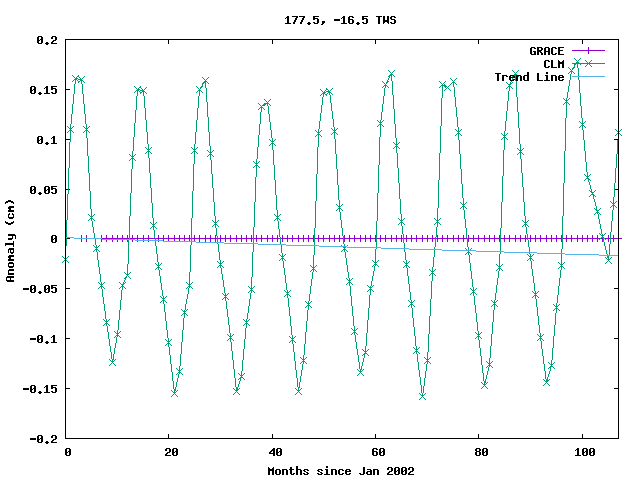 177.5, -16.5 TWS
GRACE
CLM
Trend Line
0.2
0.15
0.1
0.05
0
-0.05
-0.1
-0.15
-0.2
Anomaly (cm)
0 20 40 60 80 100
Months since Jan 2002